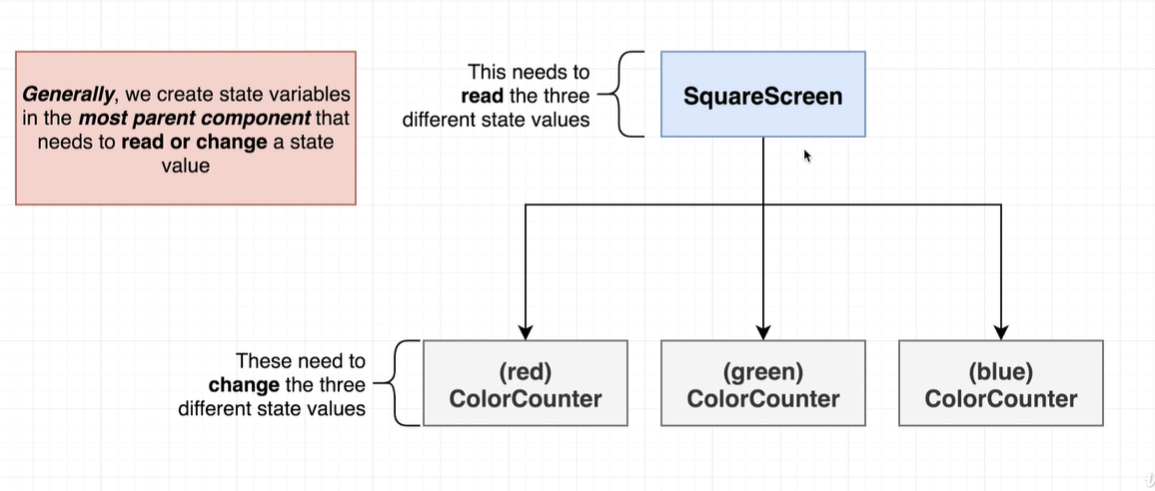 Generally, we create state variables
in the most parent component that
needs to read or change a state
value
This needs to
read the three
different state values
SquareScreen
These need to
change the three
different state values
(red)
ColorCounter
(green)
ColorCounter
(blue)
ColorCounter